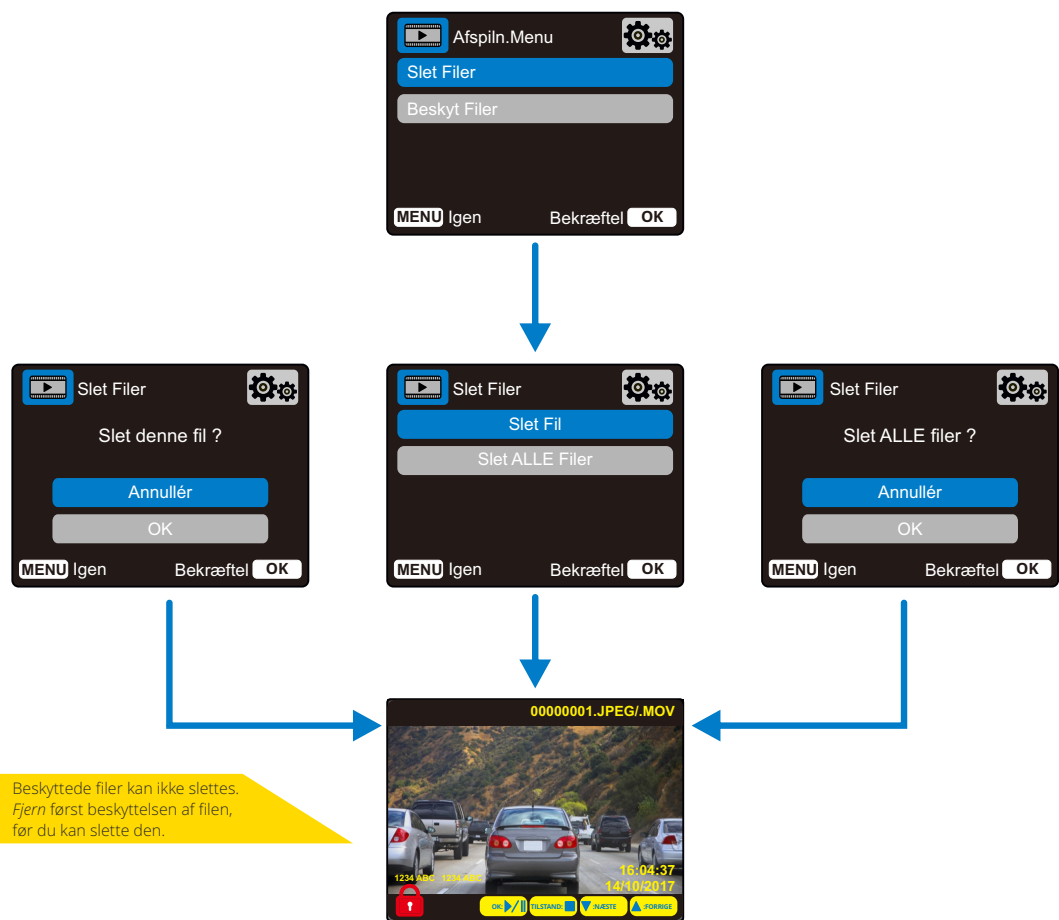 Afspiln.Menu
Slet Filer
Beskyt Filer
MENU Igen Bekræftel OK
Slet Filer
Slet denne fil ?
Annullér
OK
MENU Igen Bekræftel OK
Slet Filer
Slet Fil
Slet ALLE Filer
MENU Igen Bekræftel OK
Slet Filer
Slet ALLE filer ?
Annullér
OK
MENU Igen Bekræftel OK
00000001.JPEG/.MOV
Beskyttede filer kan ikke slettes.
Fjern først beskyttelsen af filen,
før du kan slette den.
16:04:37
1234 ABC 1234 ABC
14/10/2017
OK: TILSTAND: :NÆSTE :FORRIGE